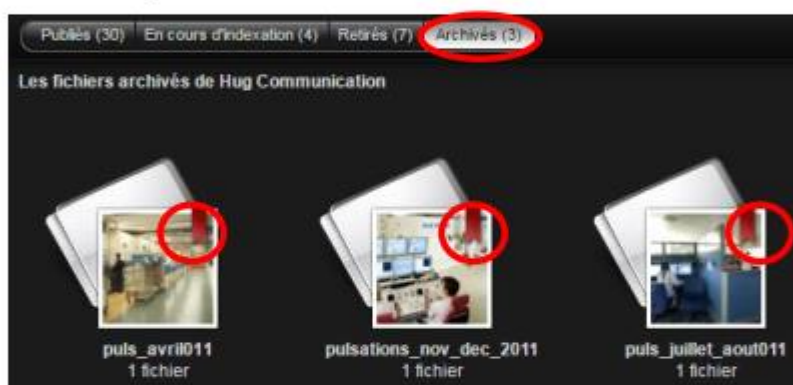 Publiés (30) En cours d'indexation (4) Retirés (7) Archivés (3)
Les fichiers archivés de Hug Communication
puls_avril011 pulsations_nov_dec_2011 puls_juillet_aout011
1 fichier 1 fichier 1 fichier